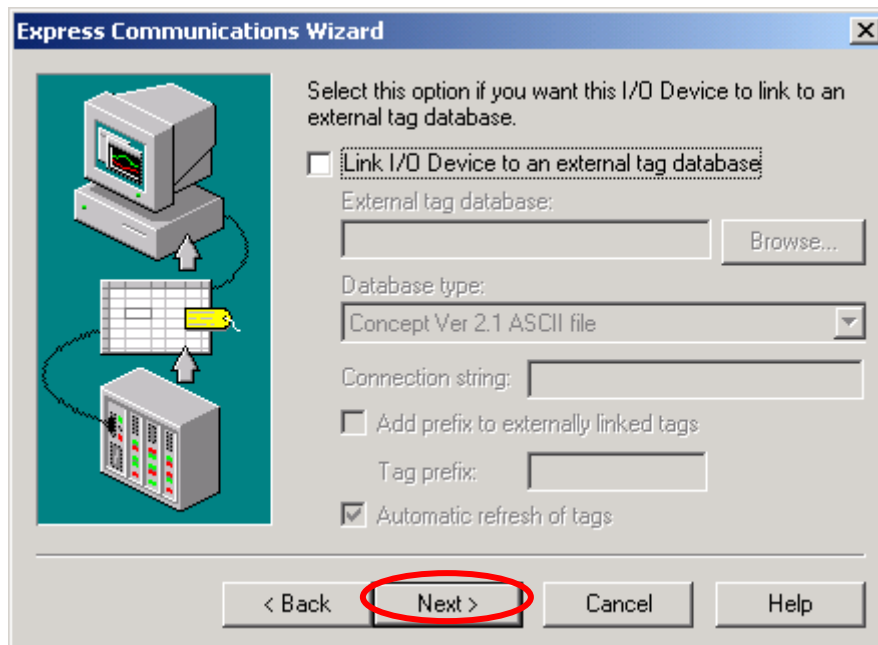 Express Communications Wizard
Select this option if you want this I/O Device to link to an
external tag database.
Link I/O Device to an external tag database
External tag database:
Browse...
Database type:
Concept Ver 2.1 ASCII file
Connection string:
Add prefix to externally linked tags
Tag prefix:
Automatic refresh of tags
< Back Next > Cancel Help